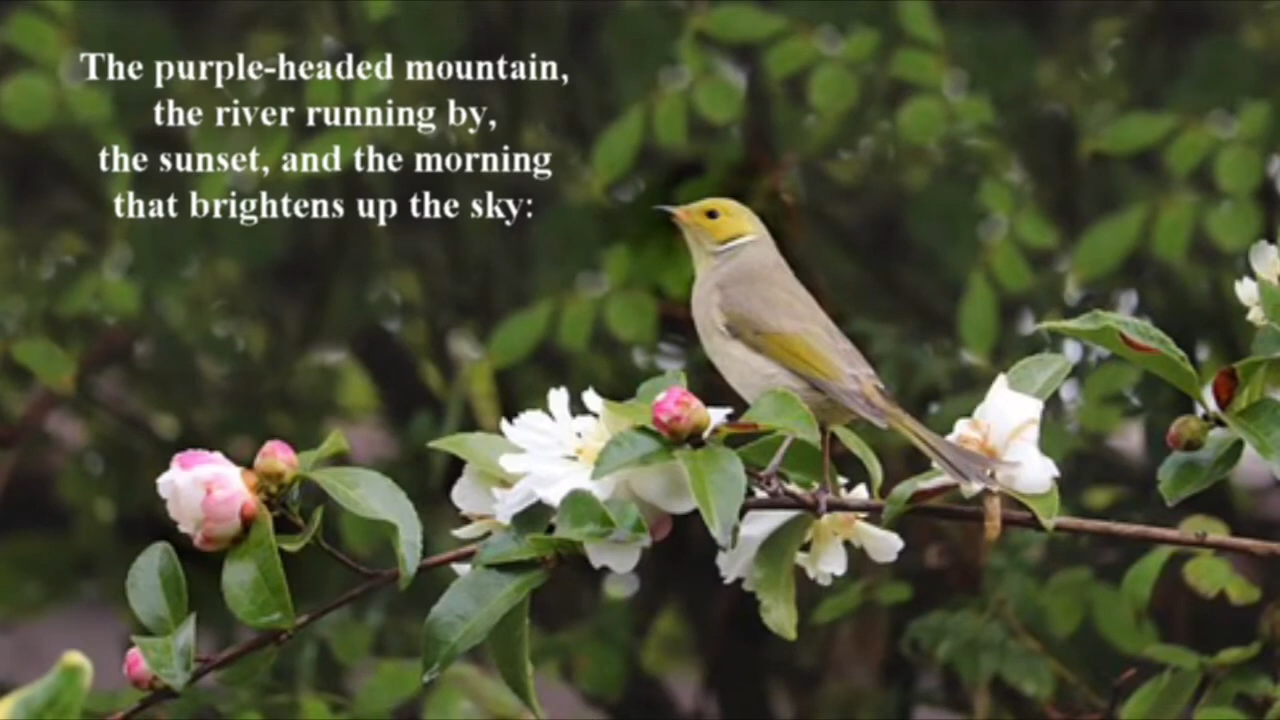 The purple-headed mountain,
the river running by,
the sunset, and the morning
that brightens up the sky: